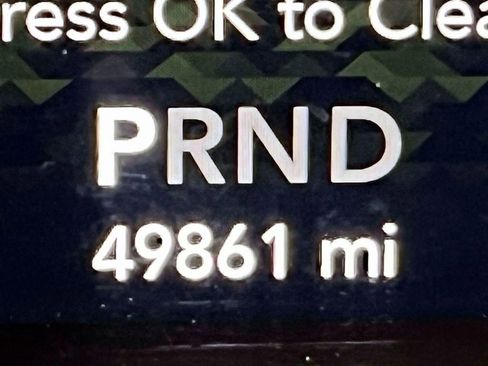 ress OK to Clea
PRND
49861 mi